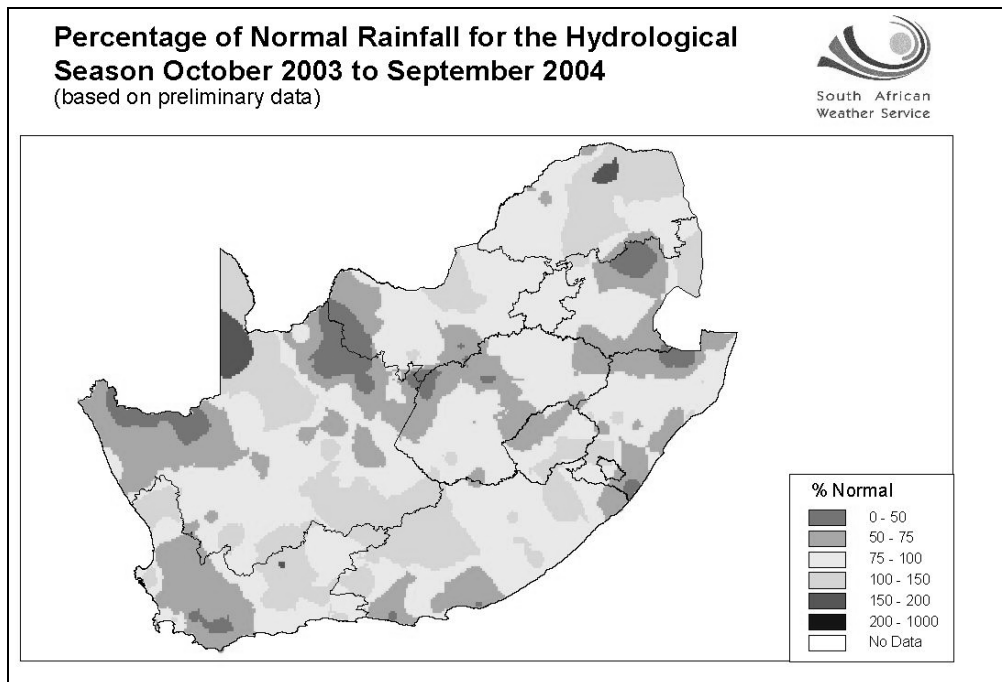 Percentage of Normal Rainfall for the Hydrological
Season October 2003 to September 2004
(based on preliminary data)
South African
Weather Service
% Normal
0 - 50
50 - 75
75 - 100
100 - 150
150 - 200
200 - 1000
No Data